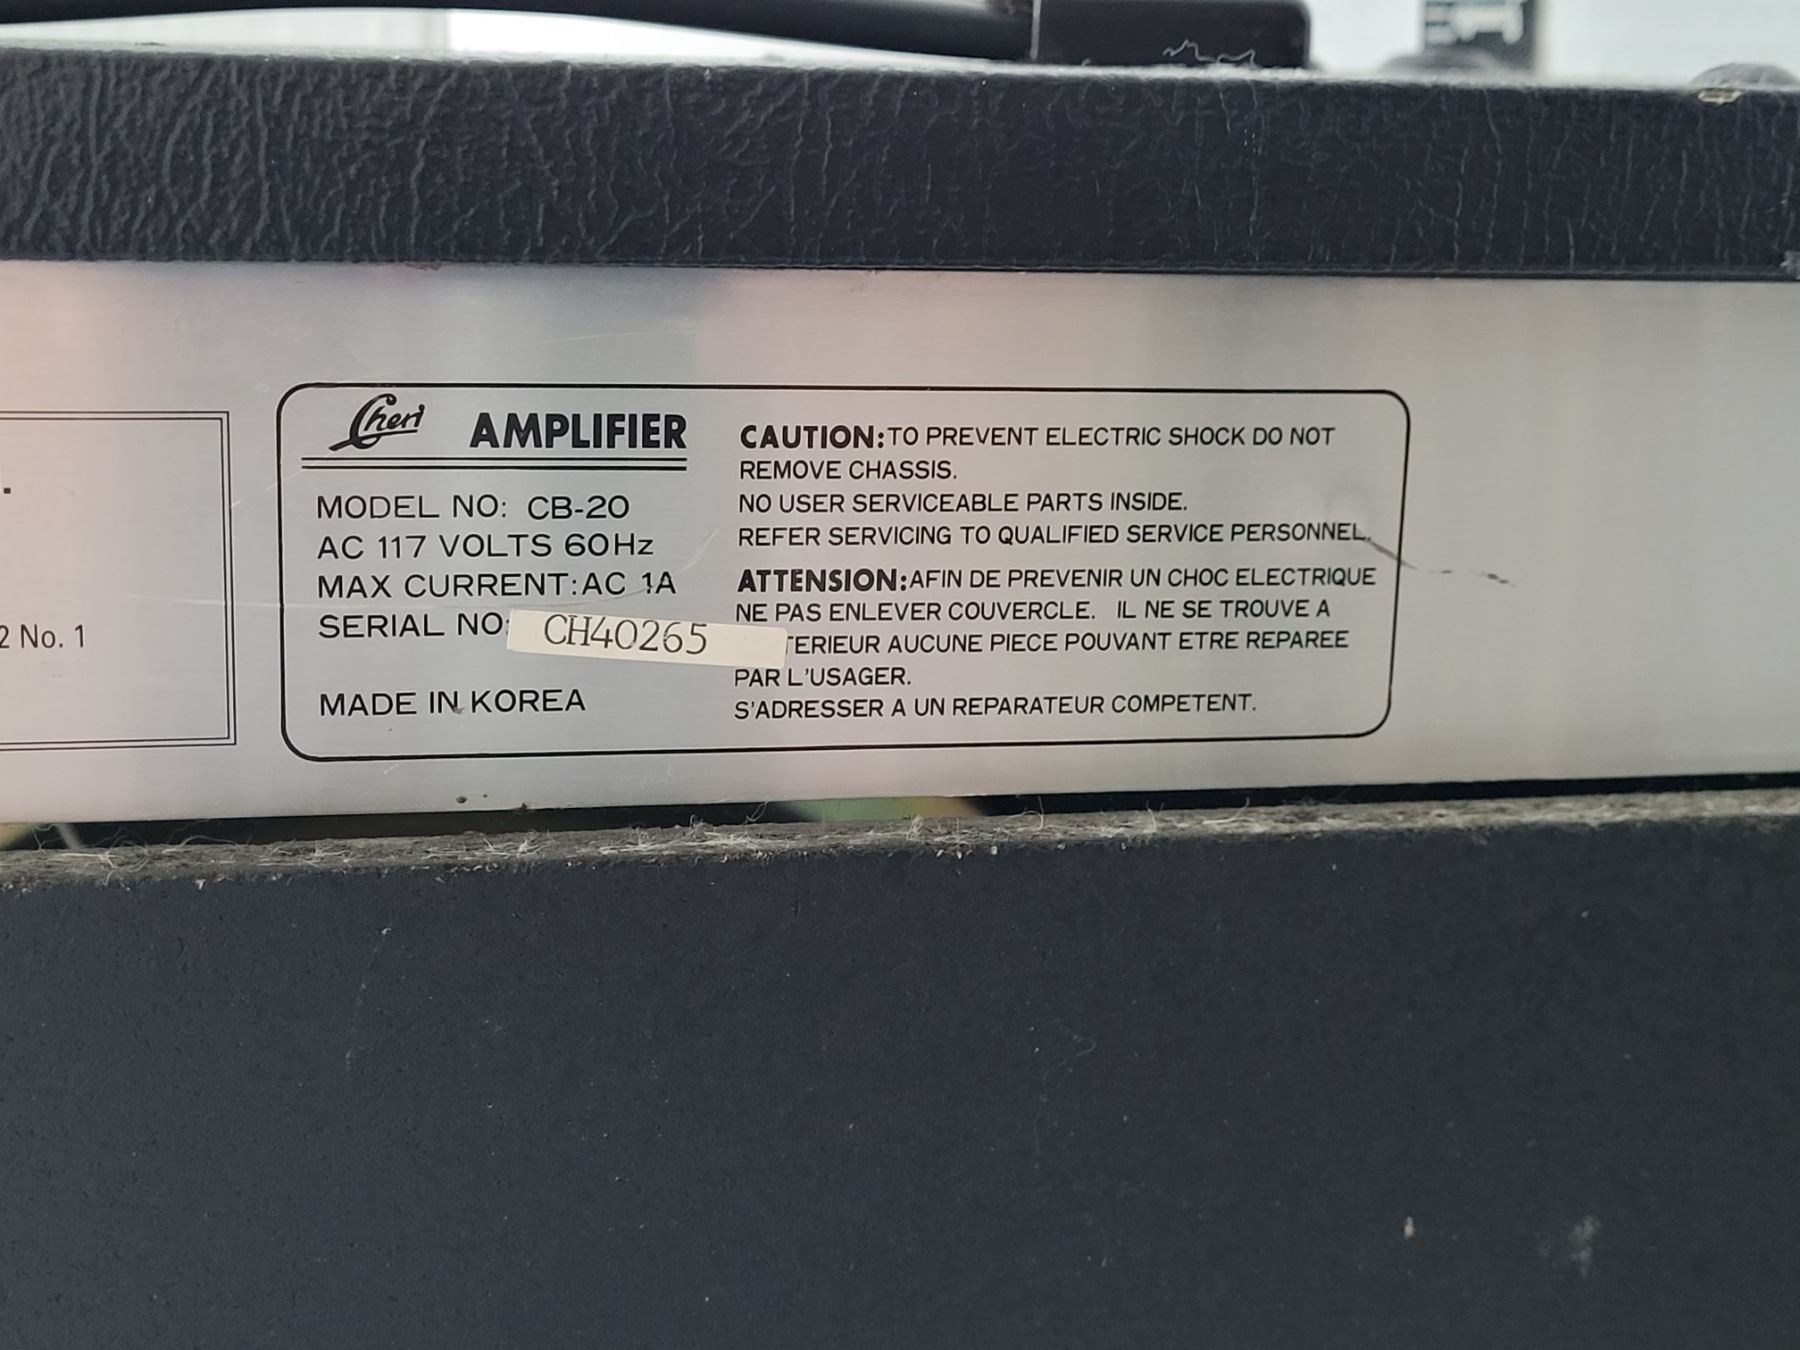 2 No. 1
Cheri AMPLIFIER
MODEL NO: CB-20
AC 117 VOLTS 60Hz
MAX CURRENT: AC 1A
SERIAL NO: CH40265
MADE IN KOREA
CAUTION: TO PREVENT ELECTRIC SHOCK DO NOT
REMOVE CHASSIS.
NO USER SERVICEABLE PARTS INSIDE.
REFER SERVICING TO QUALIFIED SERVICE PERSONNEL.
ATTENSION: AFIN DE PREVENIR UN CHOC ELECTRIQUE
NE PAS ENLEVER COUVERCLE. IL NE SE TROUVE A
TERIEUR AUCUNE PIECE POUVANT ETRE REPAREE
PAR L'USAGER.
S'ADRESSER A UN REPARATEUR COMPETENT.